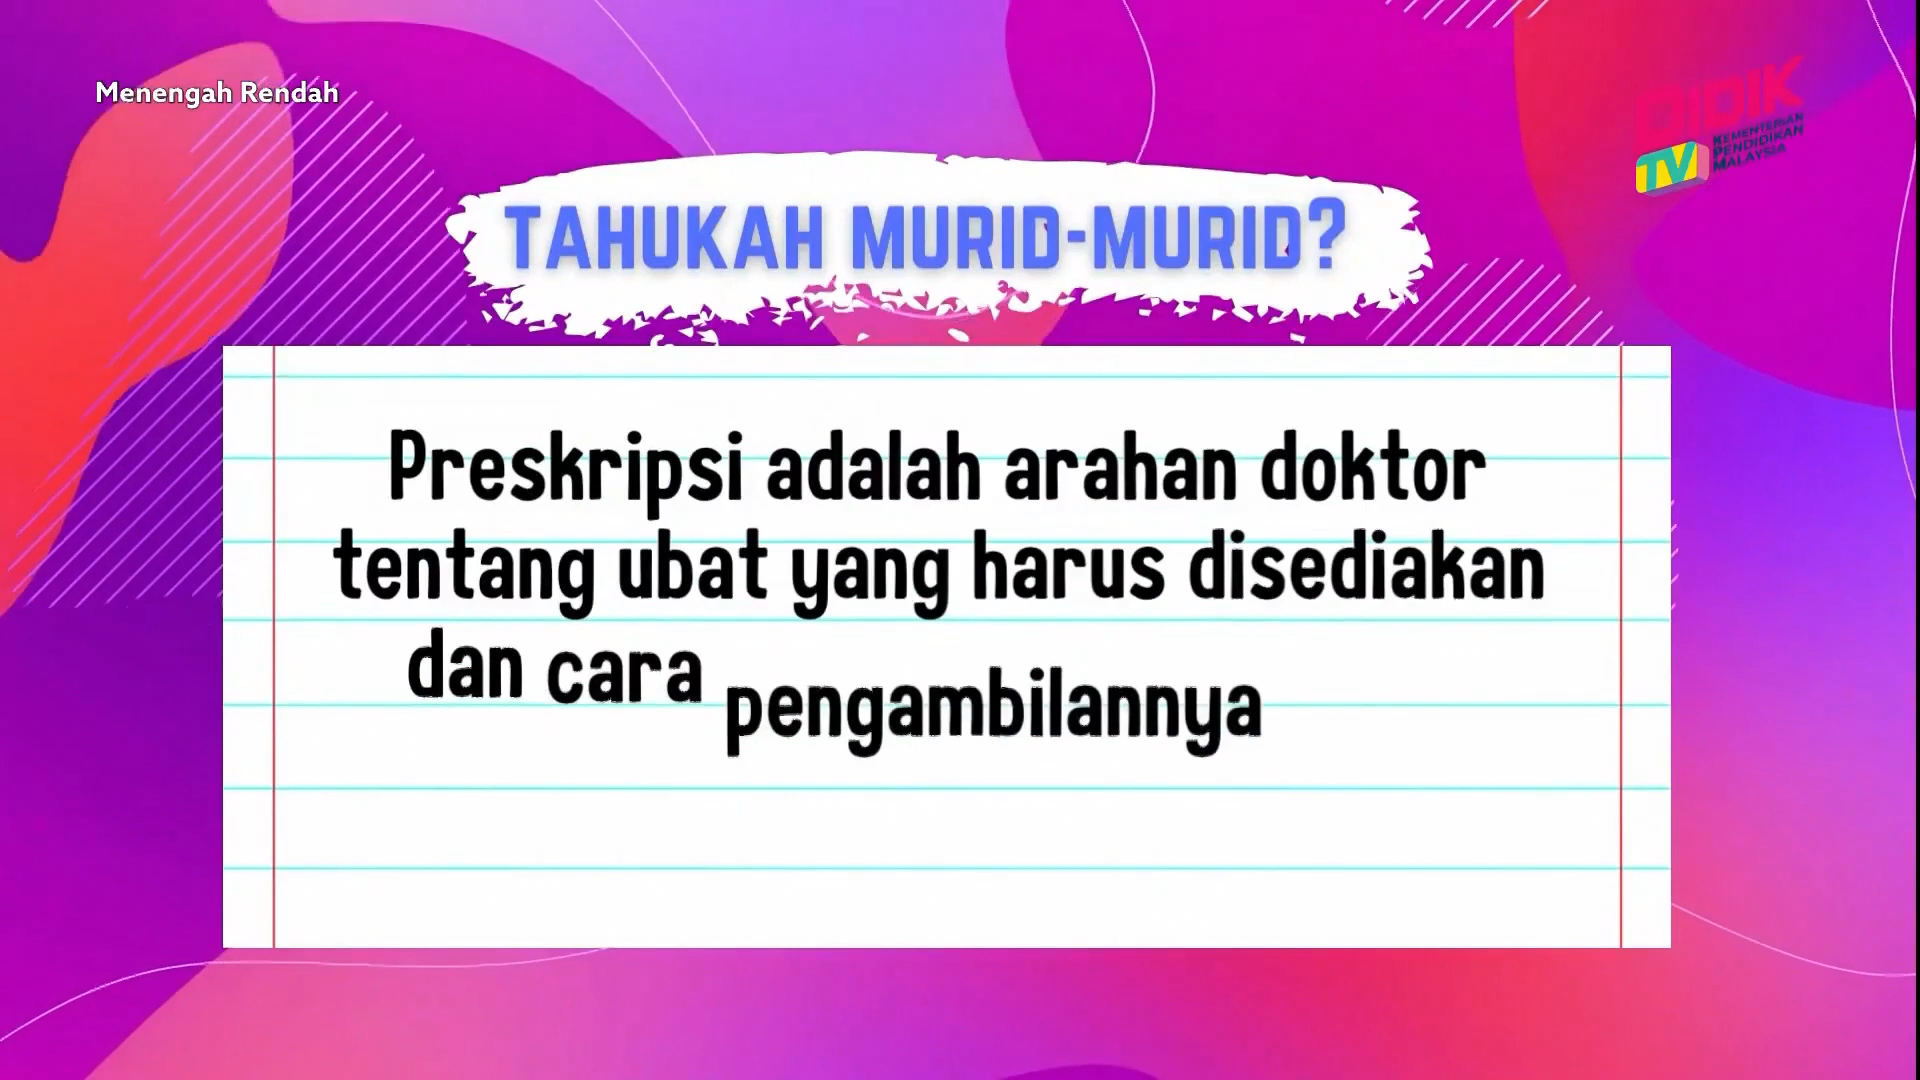 Menengah Rendah
DIDIK
TV
KEMENTERIAN
PENDIDIKAN
MALAYSIA
TAHUKAH MURID-MURID?
Preskripsi adalah arahan doktor
tentang ubat yang harus disediakan
dan cara pengambilannya